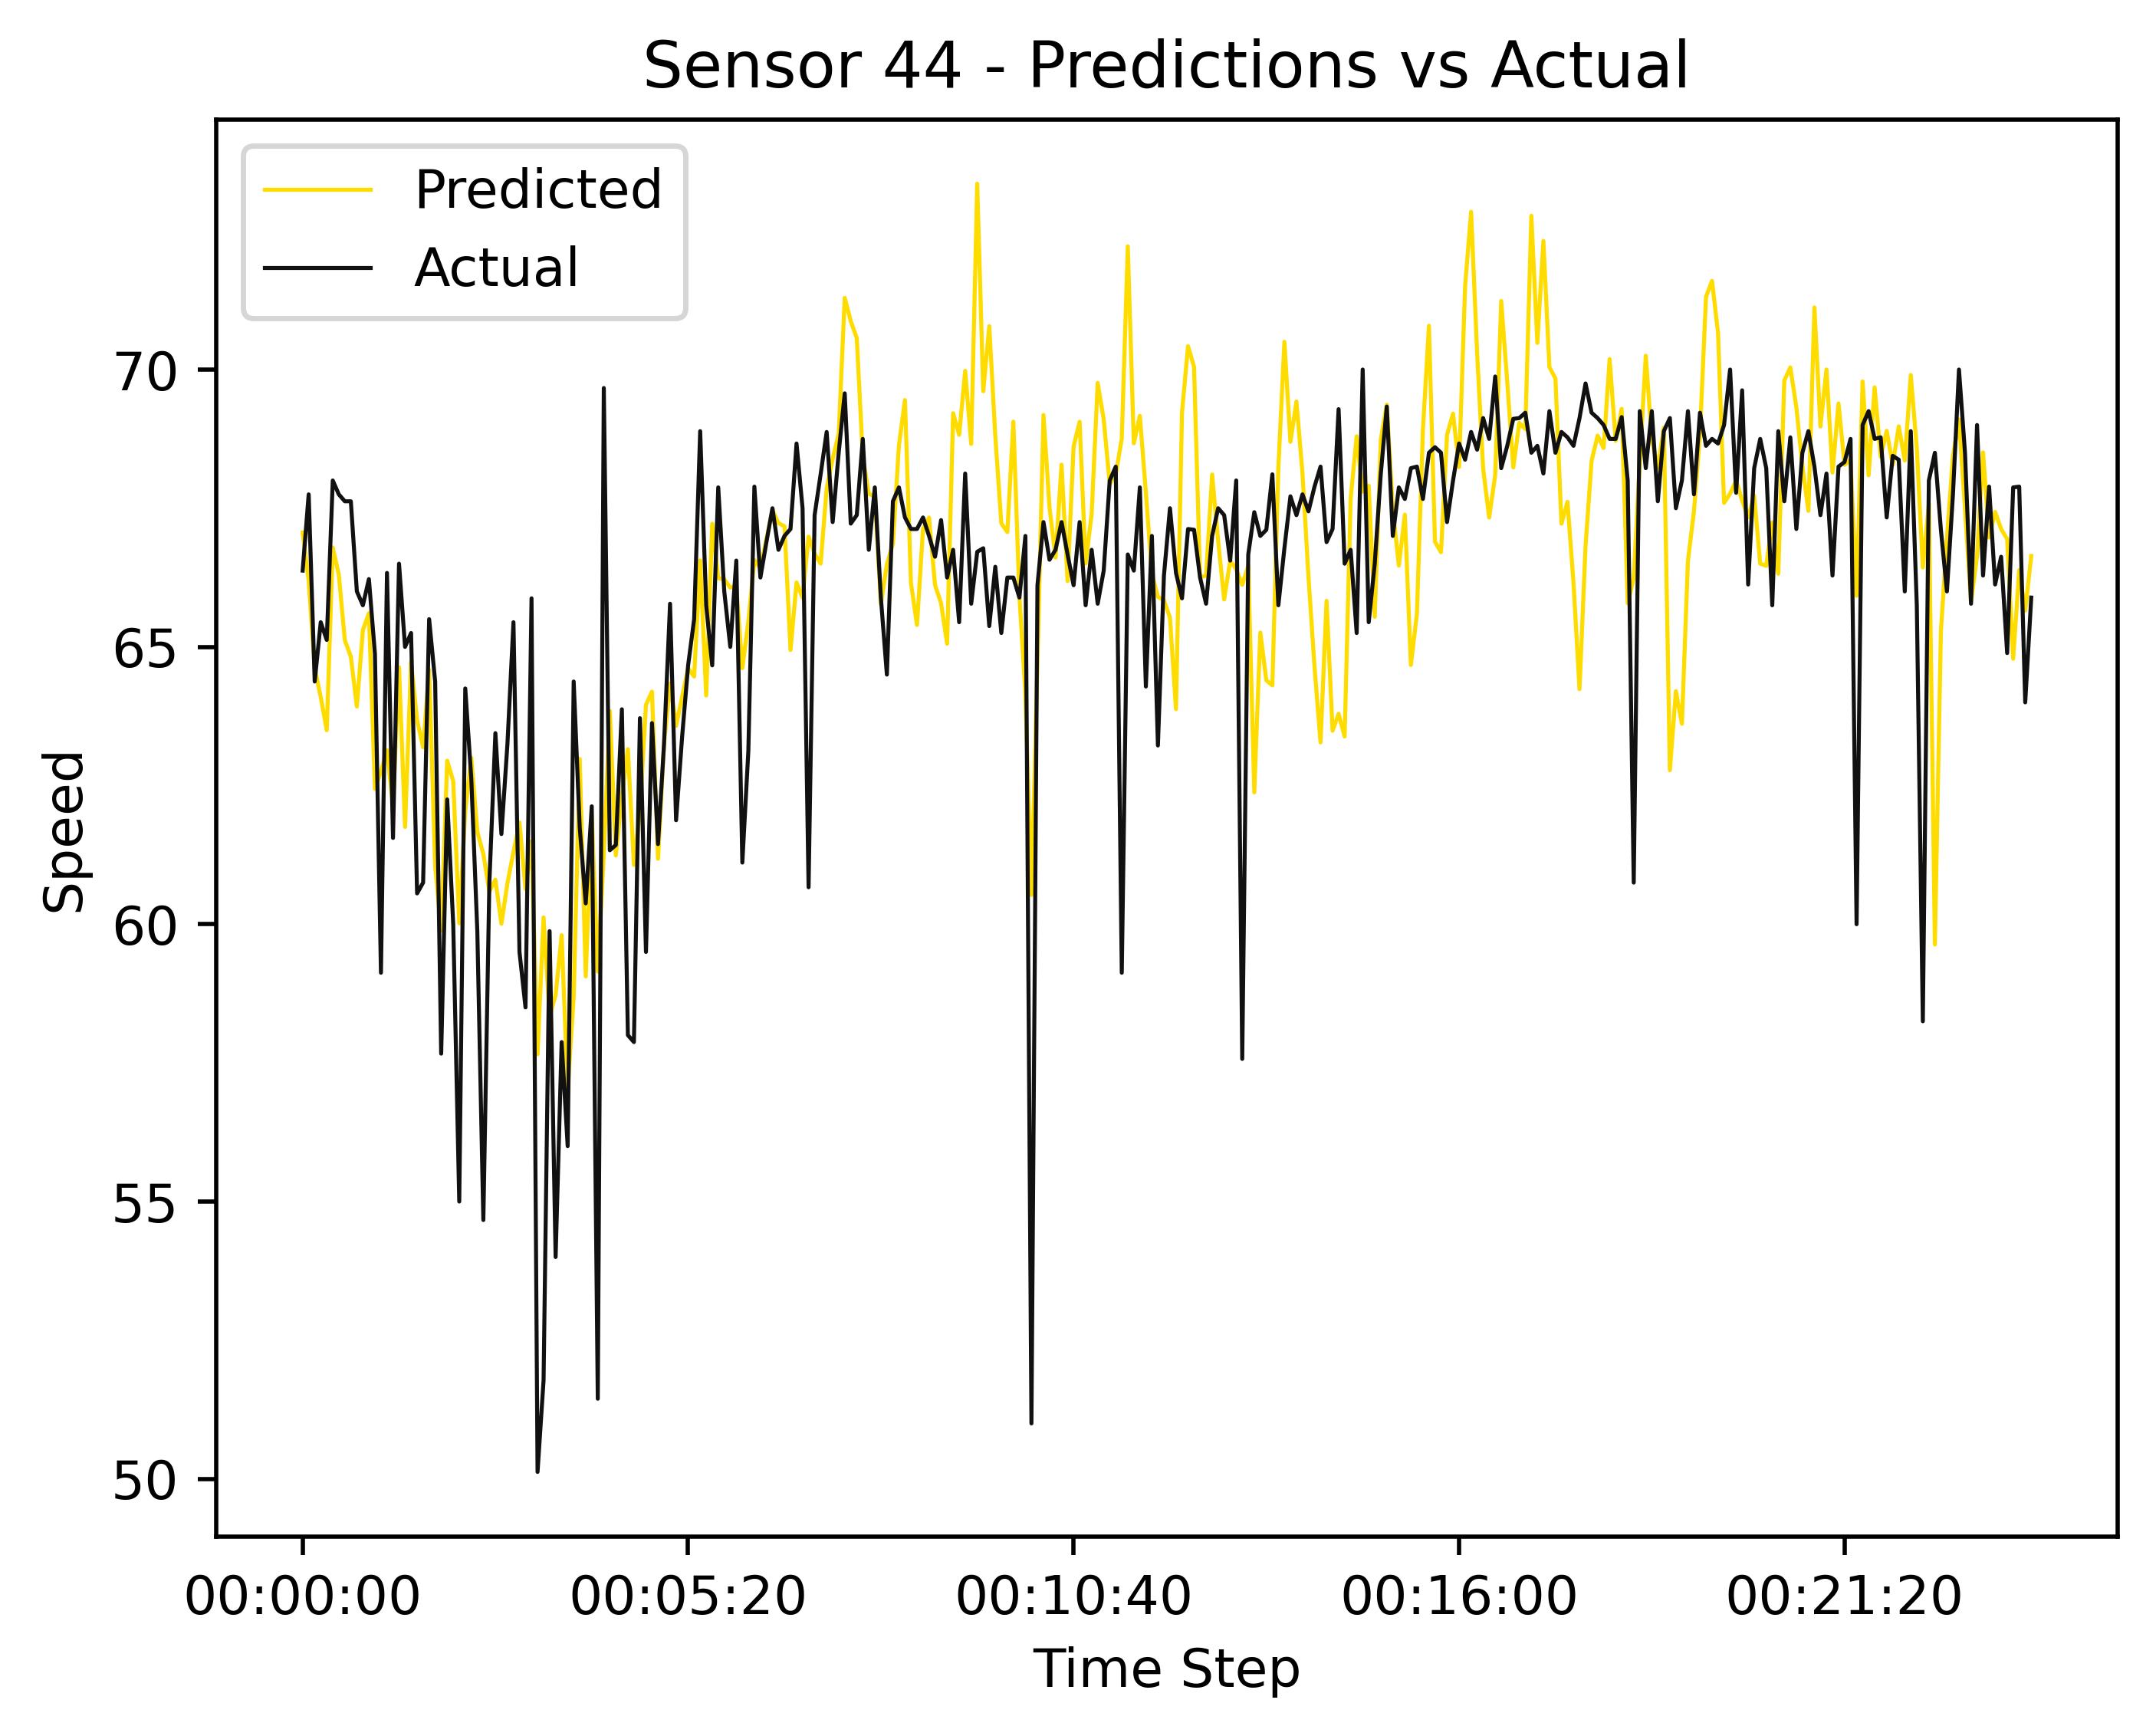 Sensor 44 - Predictions vs Actual
Predicted
Actual
70
65
60
55
50
Speed
00:00:00 00:05:20 00:10:40 00:16:00 00:21:20
Time Step